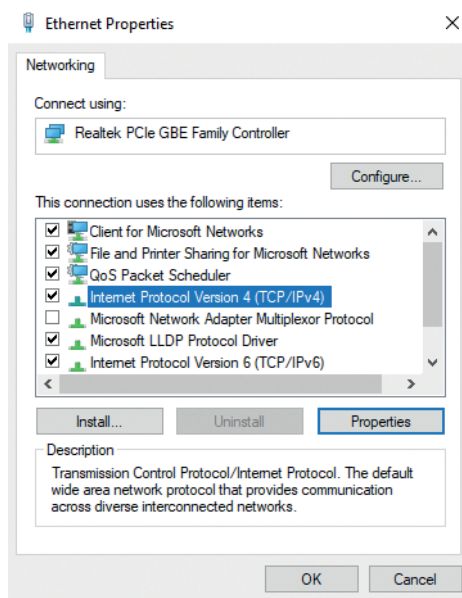 Ethernet Properties
Networking
Connect using:
Realtek PCIe GBE Family Controller
Configure...
This connection uses the following items:
Client for Microsoft Networks
File and Printer Sharing for Microsoft Networks
QoS Packet Scheduler
Internet Protocol Version 4 (TCP/IPv4)
Microsoft Network Adapter Multiplexor Protocol
Microsoft LLDP Protocol Driver
Internet Protocol Version 6 (TCP/IPv6)
Install... Uninstall Properties
Description
Transmission Control Protocol/Internet Protocol. The default
wide area network protocol that provides communication
across diverse interconnected networks.
OK Cancel